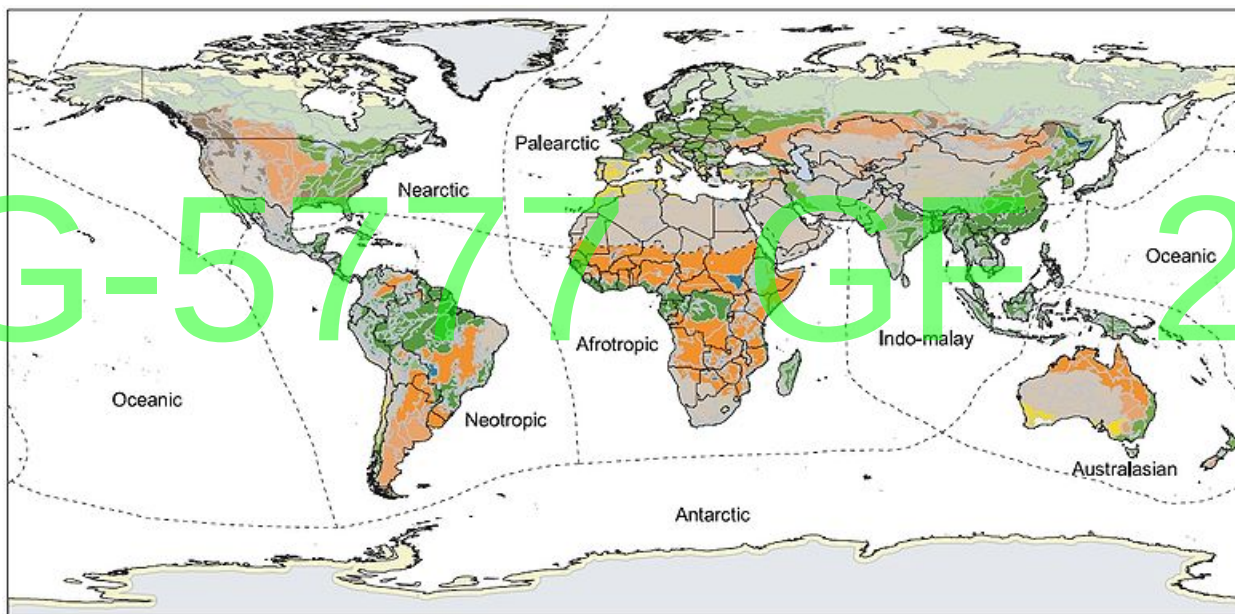 Palearctic
Nearctic
G-5777 GF 2
Oceanic
Afrotropic
Indo-malay
Oceanic
Neotropic
Australasian
Antarctic